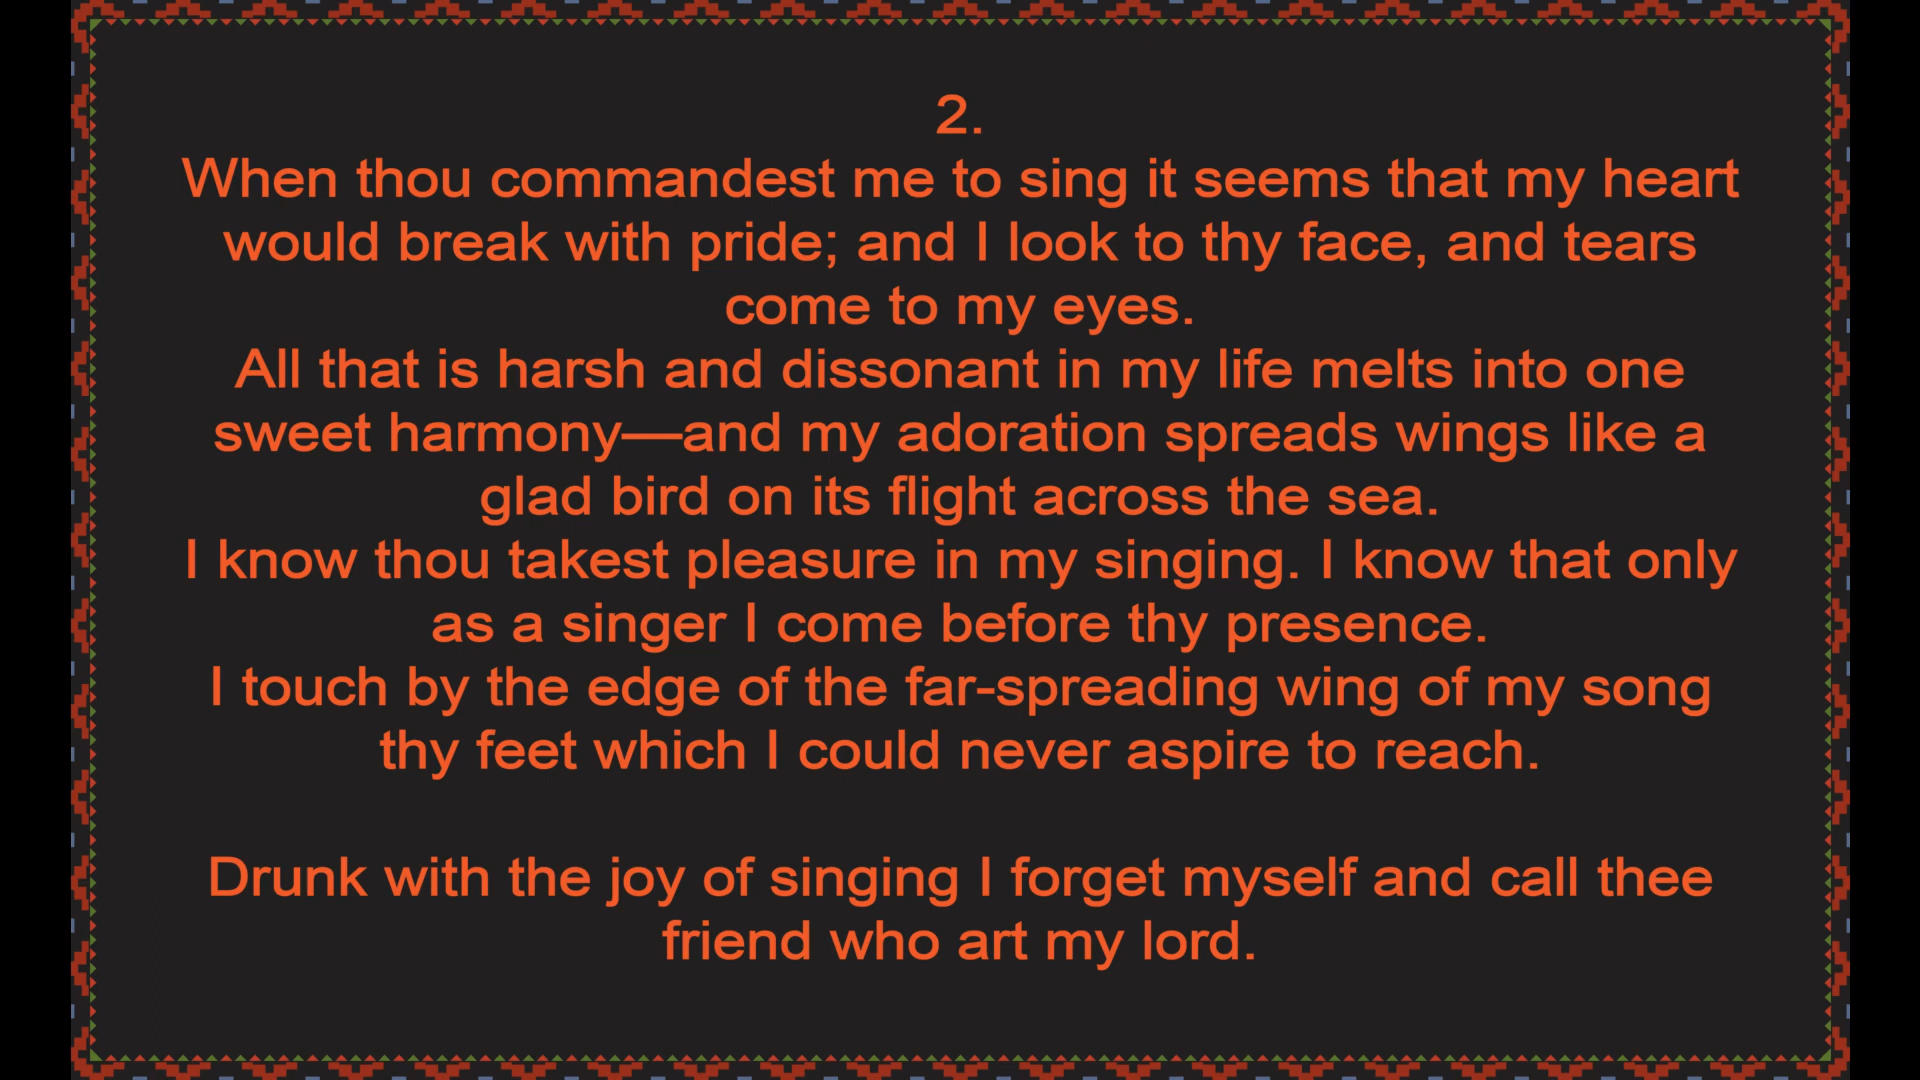 2.
When thou commandest me to sing it seems that my heart
would break with pride; and I look to thy face, and tears
come to my eyes.
All that is harsh and dissonant in my life melts into one
sweet harmony—and my adoration spreads wings like a
glad bird on its flight across the sea.
I know thou takest pleasure in my singing. I know that only
as a singer I come before thy presence.
I touch by the edge of the far-spreading wing of my song
thy feet which I could never aspire to reach.
Drunk with the joy of singing I forget myself and call thee
friend who art my lord.